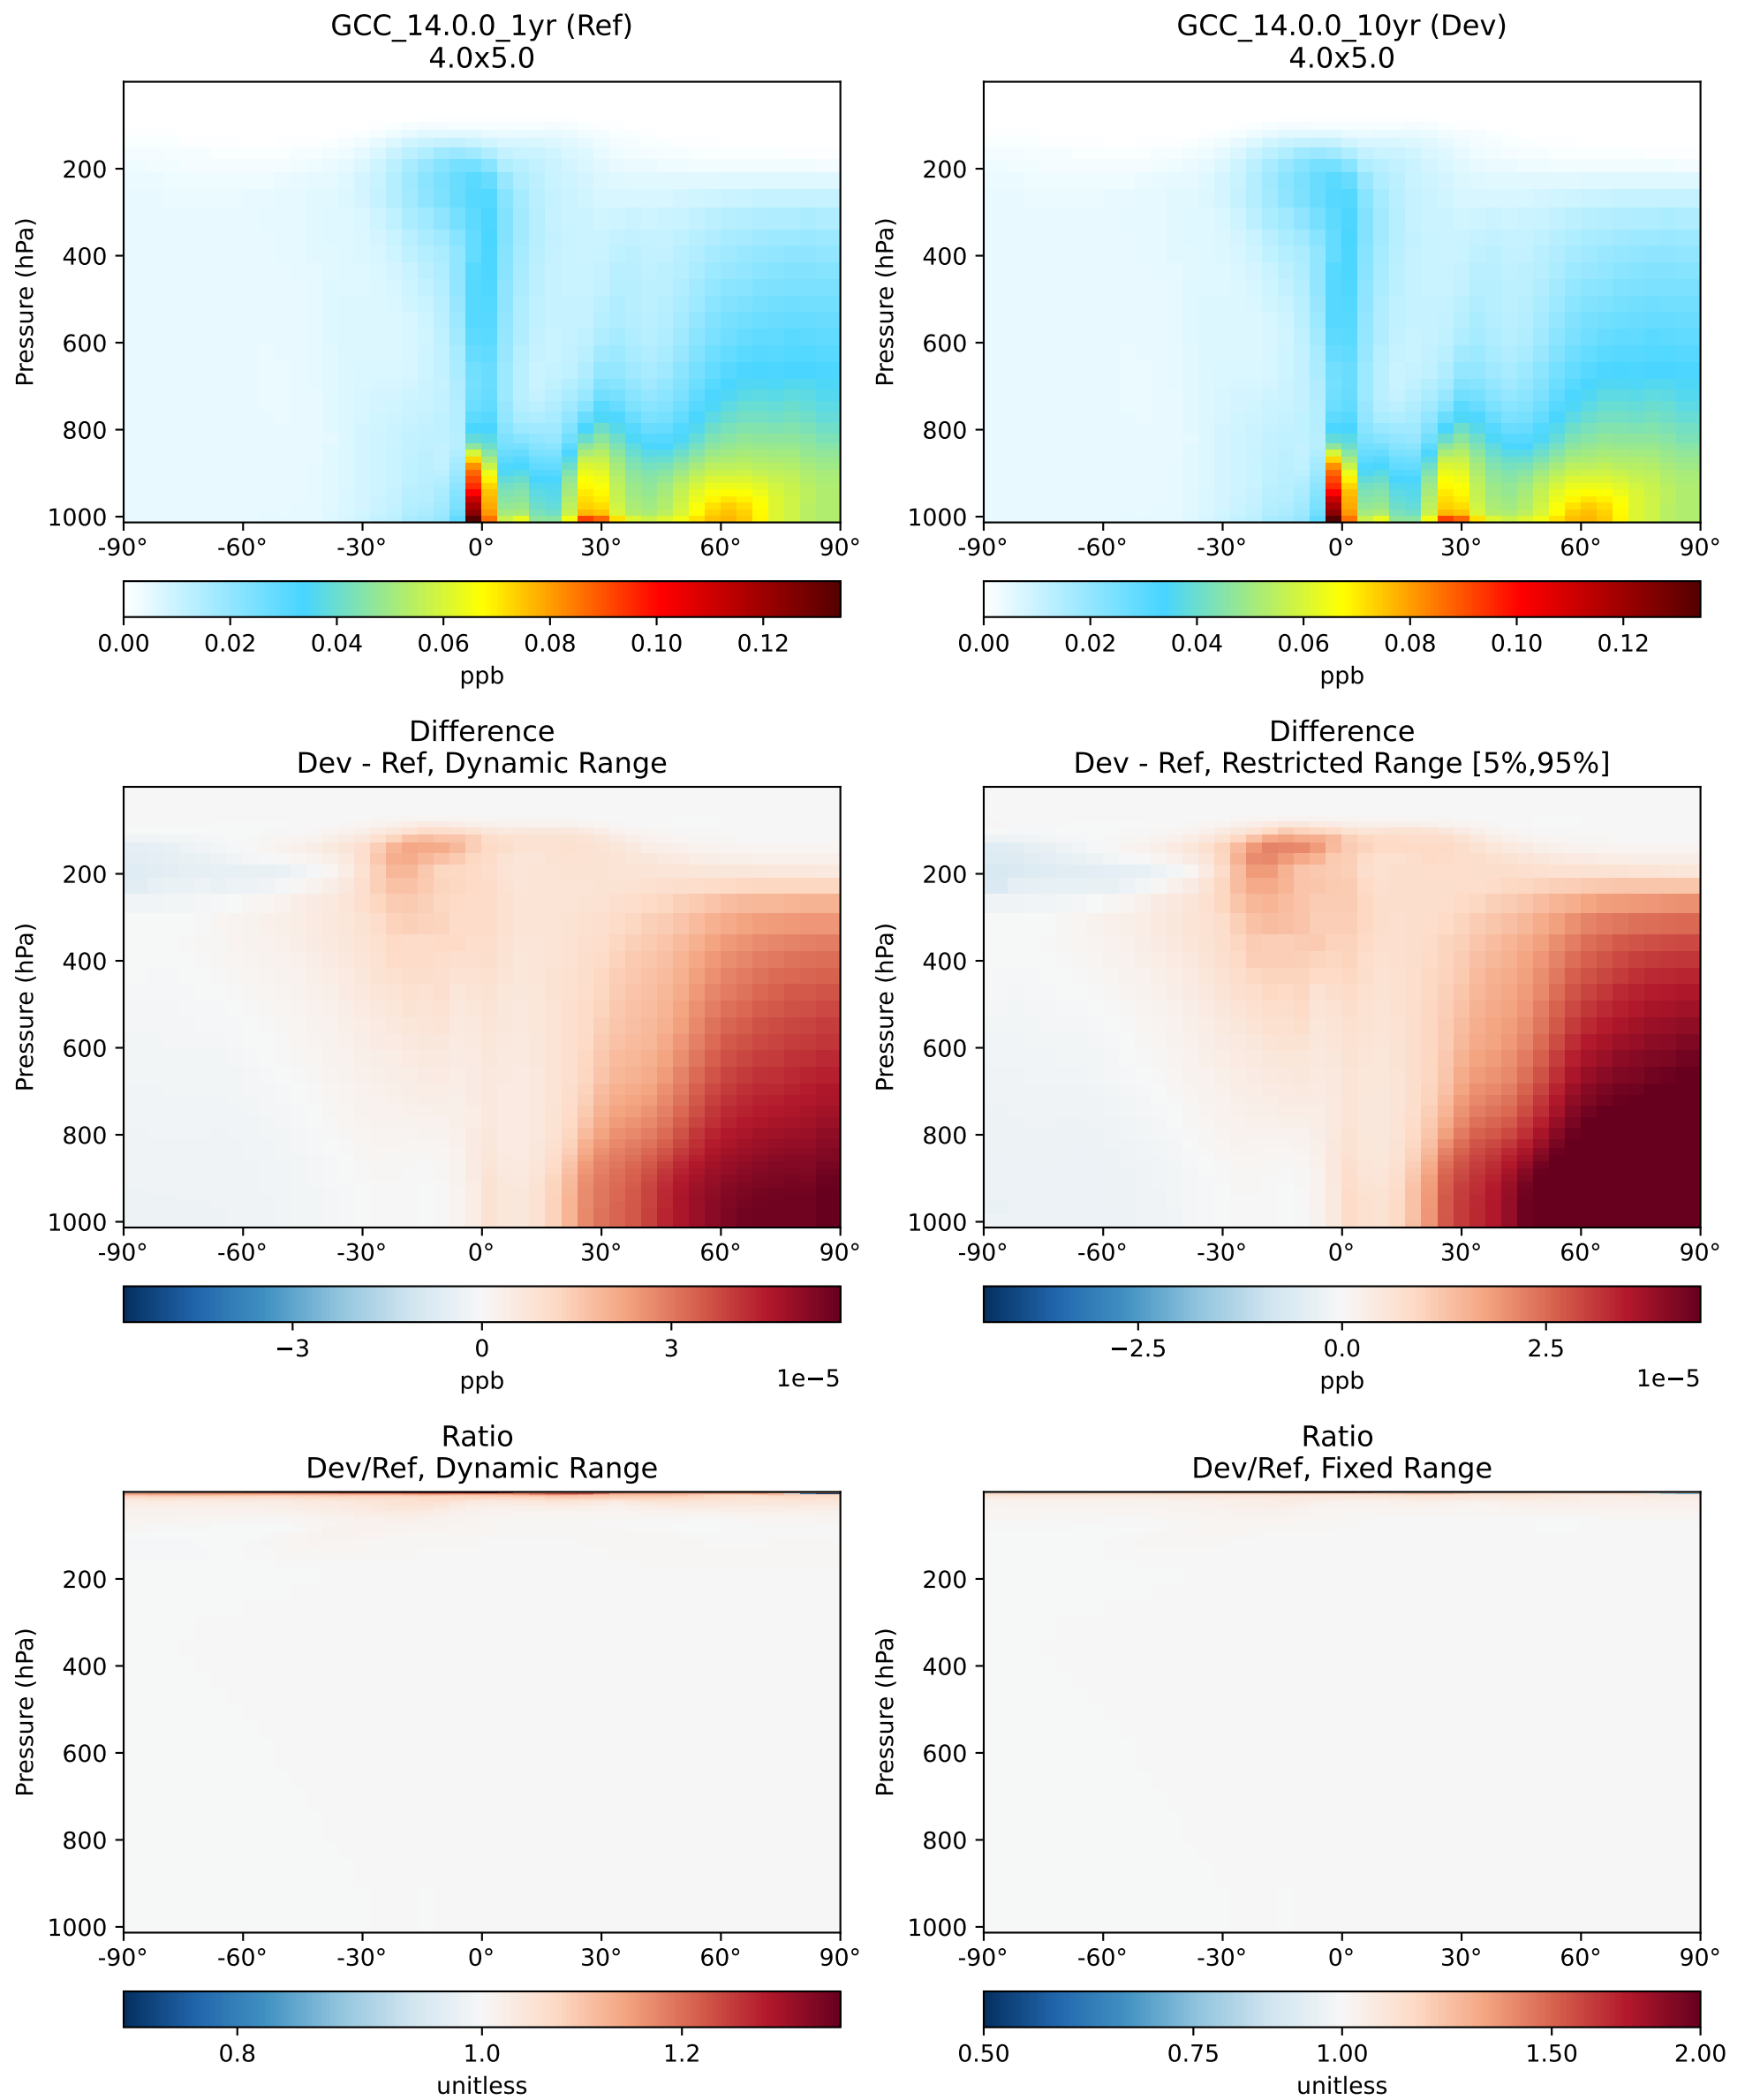 GCC_14.0.0_1yr (Ref)
4.0x5.0
Pressure (hPa)
200
400
600
800
1000
-90° -60° -30° 0° 30° 60° 90°
0.00 0.02 0.04 0.06 0.08 0.10 0.12
ppb
GCC_14.0.0_10yr (Dev)
4.0x5.0
Pressure (hPa)
200
400
600
800
1000
-90° -60° -30° 0° 30° 60° 90°
0.00 0.02 0.04 0.06 0.08 0.10 0.12
ppb
Difference
Dev - Ref, Dynamic Range
Pressure (hPa)
200
400
600
800
1000
-90° -60° -30° 0° 30° 60° 90°
−3 0 3
ppb 1e−5
Difference
Dev - Ref, Restricted Range [5%,95%]
Pressure (hPa)
200
400
600
800
1000
-90° -60° -30° 0° 30° 60° 90°
−2.5 0.0 2.5
ppb 1e−5
Ratio
Dev/Ref, Dynamic Range
Pressure (hPa)
200
400
600
800
1000
-90° -60° -30° 0° 30° 60° 90°
0.8 1.0 1.2
unitless
Ratio
Dev/Ref, Fixed Range
Pressure (hPa)
200
400
600
800
1000
-90° -60° -30° 0° 30° 60° 90°
0.50 0.75 1.00 1.50 2.00
unitless